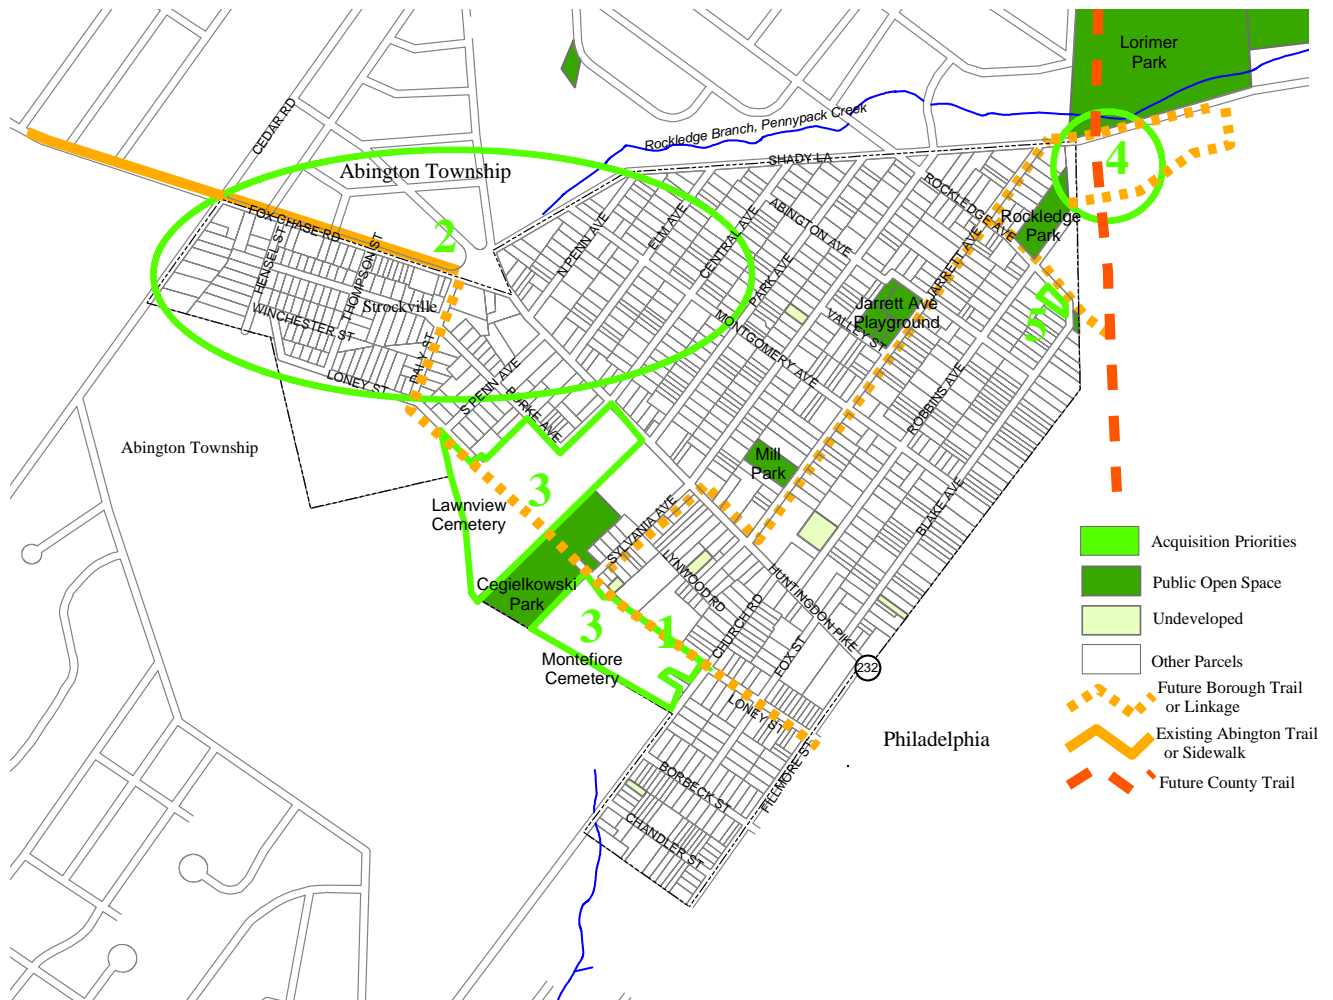 Lorimer
Park
CEDAR RD
Rockledge Branch, Pennypack Creek
SHADY LA
4
Abington Township
ROCKLEDGE AVE
Rockledge
Park
ABINGTON AVE
ELM AVE
N PENN AVE
CENTRAL AVE
FOX CHASE RD
2
HENSEL ST
THOMPSON ST
PARK AVE
JARRETT AVE
Strockville
Jarrett Ave
Playground
5
WINCHESTER ST
MONTGOMERY AVE
VALLEY ST
DALY ST
LONEY ST
S PENN AVE
BURKE AVE
ROBBINS AVE
Abington Township
Mill
Park
3
Lawnview
Cemetery
BLAKE AVE
SYLVANIA AVE
Cegielkowski
Park
LYNWOOD RD
HUNTINGDON PIKE
3
1
CHURCH RD
FOX ST
Montefiore
Cemetery
232
LONEY ST
Philadelphia
FILLMORE ST
BORBECK ST
CHANDLER ST
Acquisition Priorities
Public Open Space
Undeveloped
Other Parcels
Future Borough Trail
or Linkage
Existing Abington Trail
or Sidewalk
Future County Trail